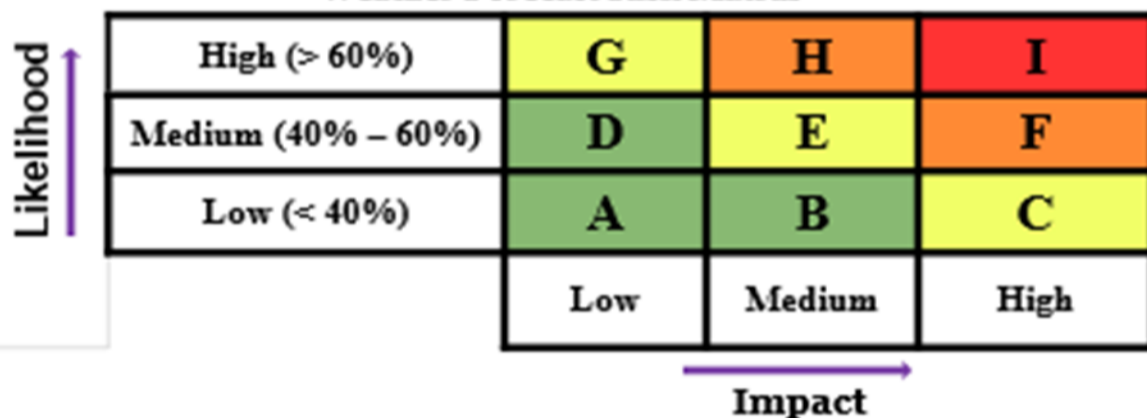 Likelihood
High (> 60%) G H I
Medium (40% – 60%) D E F
Low (< 40%) A B C
Low Medium High
Impact